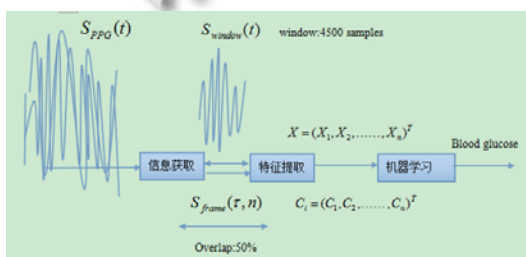 S_PPG(t)
S_window(t) window:4500 samples
X = (X_1, X_2, ......, X_n)^T
Blood glucose
信息获取
特征提取
机器学习
S_frame(τ, n)
C_i = (C_1, C_2, ......, C_n)^T
Overlap:50%